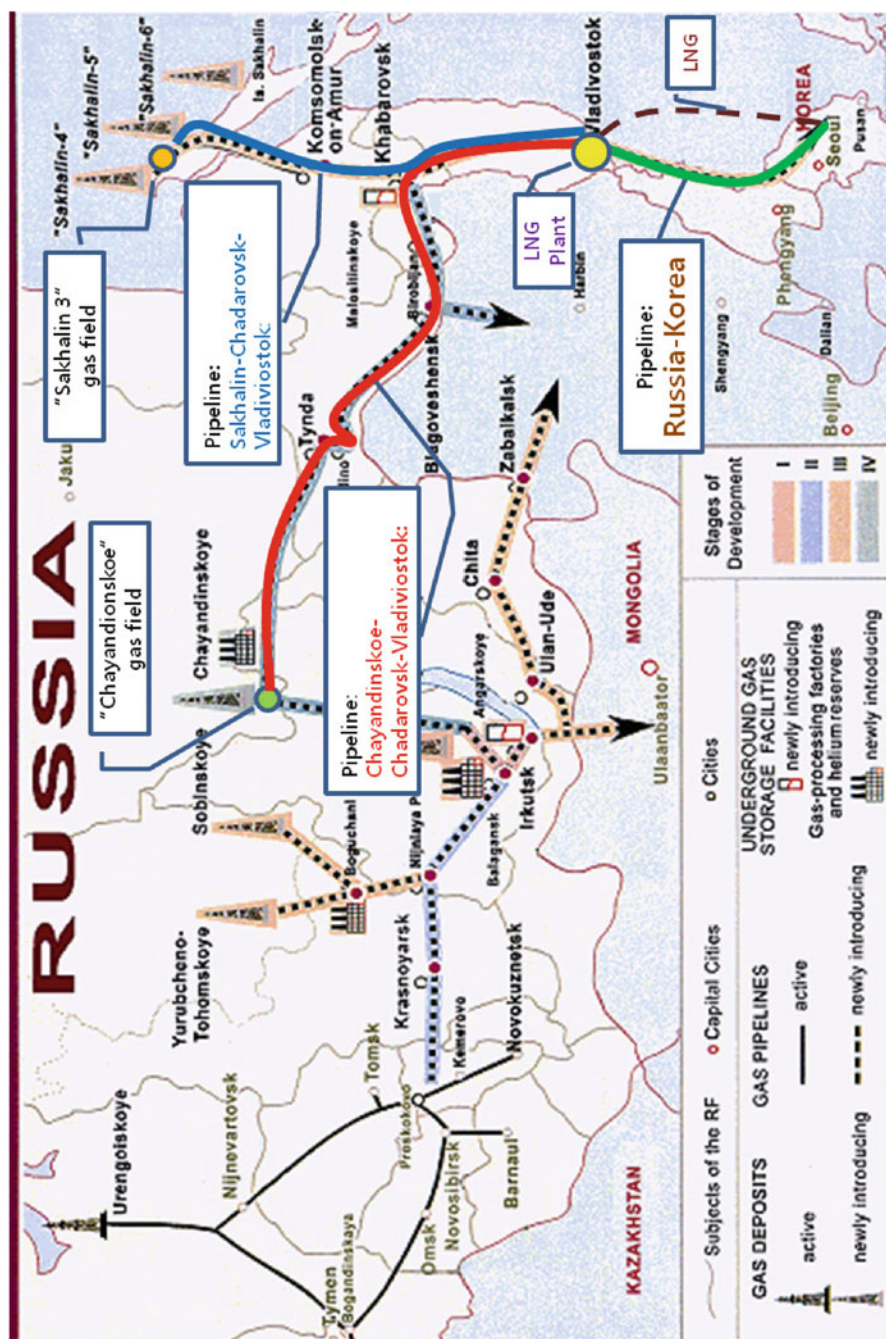 RUSSIA
"Chayandionskoe"
gas field
"Sakhalin 3"
gas field
Jaku
Urengoiskoye
Yurubcheno-
Tohomskoye
Sobinskoye
Chayandinskoye
"Sakhalin-4"
"Sakhalin-5"
"Sakhalin-6"
Is. Sakhalin
Nijnevartovsk
Boguchani
Tynda
dino
Pipeline:
Sakhalin-Chadarovsk-
Vladiviostok:
Komsomolsk-
on-Amur
Khabarovsk
Birobijan
Blagoveshensk
Tymen
Bogandinskaya
Omsk
Novosibirsk
Tomsk
Proskokovo
Barnaul
Kemerovo
Novokuznetsk
Krasnoyarsk
Nijniaya P
Balagansk
Irkutsk
Angarskoye
Pipeline:
Chayandinskoe-
Chadarovsk-Vladiviostok:
Ulan-Ude
Chita
Zabaikalsk
Harbin
LNG
Plant
Vladivostok
LNG
Pipeline:
Russia-Korea
KAZAKHSTAN
Ulaanbaator
MONGOLIA
Beijing
Shengyang
Dalian
Phengyang
Seoul
KOREA
Pusan
Subjects of the RF
Capital Cities
Cities
GAS DEPOSITS
active
newly introducing
GAS PIPELINES
active
newly introducing
UNDERGROUND GAS
STORAGE FACILITIES
newly introducing
Gas-processing factories
and helium reserves
newly introducing
Stages of
Development
I
II
III
IV